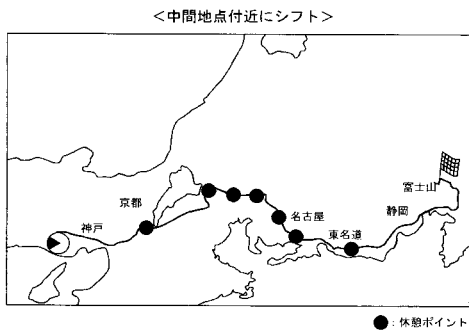 <中間地点付近にシフト>
富士山
京都
静岡
名古屋
神戸
東名道
●：休憩ポイント